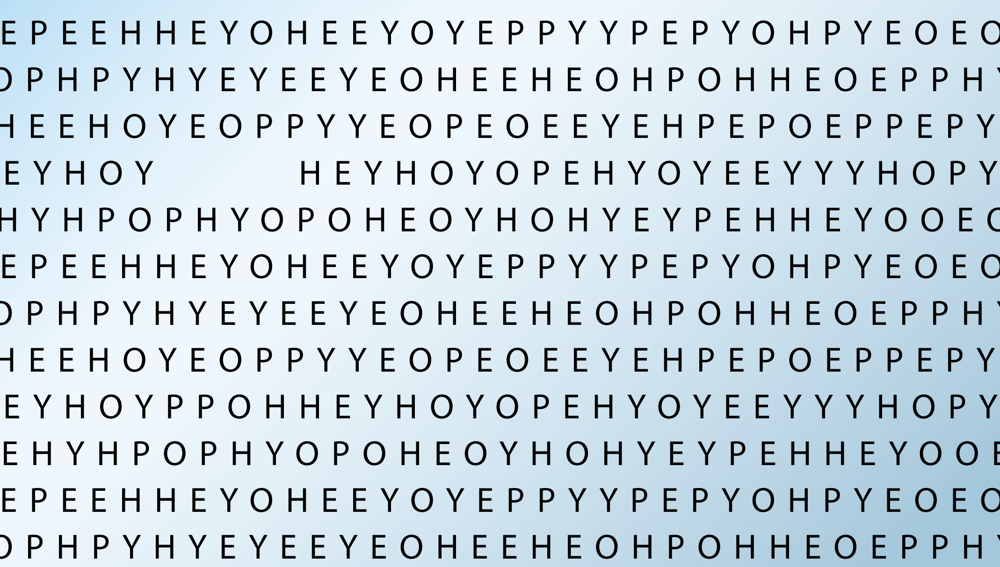 E P E E H H E Y O H E E Y O Y E P P Y Y P E P Y O H P Y E O E O
O P H P Y H Y E Y E E Y E O H E E H E O H P O H H E O E P P H Y
H E E H O Y E O P P Y Y E O P E O E E Y E H P E P O E P P E P Y
E Y H O Y H E Y H O Y O P E H Y O Y E E Y Y Y H O P Y
H Y H P O P H Y O P O H E O Y H O H Y E Y P E H H E Y O O E O
E P E E H H E Y O H E E Y O Y E P P Y Y P E P Y O H P Y E O E O
O P H P Y H Y E Y E E Y E O H E E H E O H P O H H E O E P P H Y
H E E H O Y E O P P Y Y E O P E O E E Y E H P E P O E P P E P Y
E Y H O Y P P O H H E Y H O Y O P E H Y O Y E E Y Y Y H O P Y
E H Y H P O P H Y O P O H E O Y H O H Y E Y P E H H E Y O O E
E P E E H H E Y O H E E Y O Y E P P Y Y P E P Y O H P Y E O E O
O P H P Y H Y E Y E E Y E O H E E H E O H P O H H E O E P P H Y